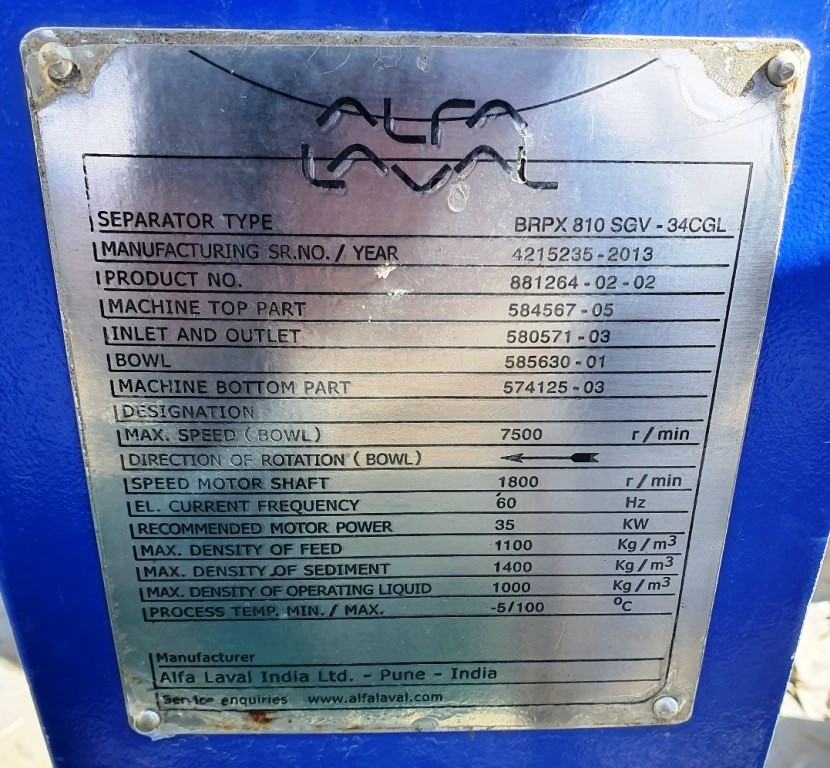 ALFA
LAVAL
SEPARATOR TYPE BRPX 810 SGV - 34CGL
MANUFACTURING SR.NO. / YEAR 4215235 - 2013
PRODUCT NO. 881264 - 02 - 02
MACHINE TOP PART 584567 - 05
INLET AND OUTLET 580571 - 03
BOWL 585630 - 01
MACHINE BOTTOM PART 574125 - 03
DESIGNATION
MAX. SPEED ( BOWL) 7500 r / min
DIRECTION OF ROTATION ( BOWL)
SPEED MOTOR SHAFT 1800 r / min
EL. CURRENT FREQUENCY 60 Hz
RECOMMENDED MOTOR POWER 35 KW
MAX. DENSITY OF FEED 1100 Kg / m³
MAX. DENSITY OF SEDIMENT 1400 Kg / m³
MAX. DENSITY OF OPERATING LIQUID 1000 Kg / m³
PROCESS TEMP. MIN. / MAX. -5/100 °C
Manufacturer
Alfa Laval India Ltd. - Pune - India
Service enquiries www.alfalaval.com